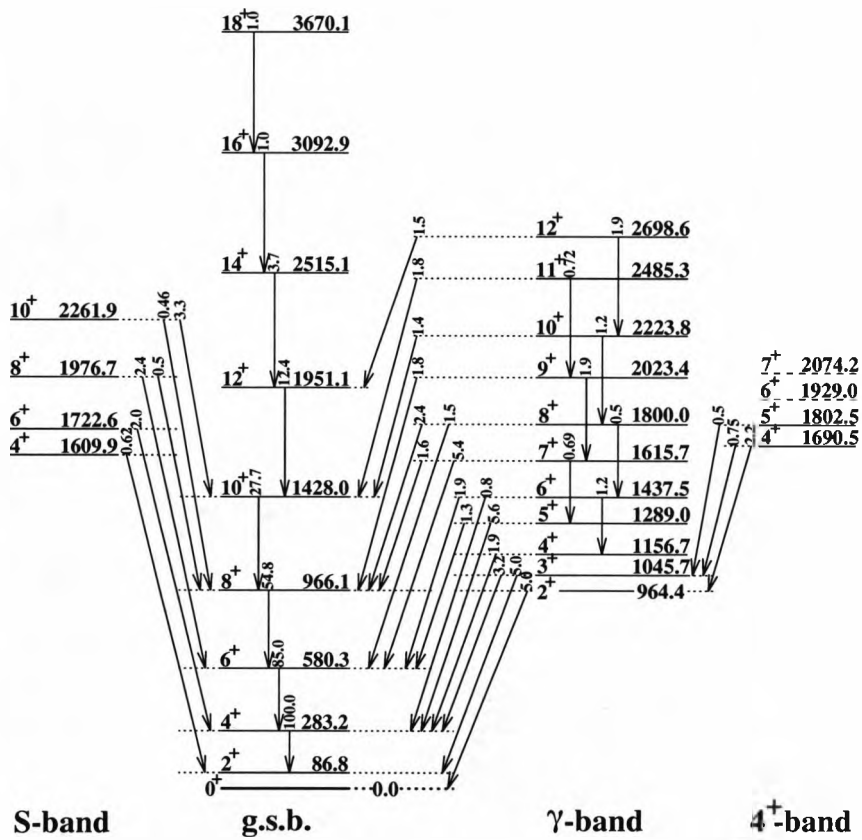 18+ 1.0 3670.1
16+ 1.0 3092.9
14+ 3.7 2515.1
12+ 12.4 1951.1
10+ 27.7 1428.0
8+ 54.8 966.1
6+ 85.0 580.3
4+ 100.0 283.2
2+ 86.8
0+ 0.0
10+ 2261.9 0.46 3.3
8+ 1976.7 2.4 0.5
6+ 1722.6 2.0
4+ 1609.9 0.62
1.5 12+ 1.9 2698.6
1.8 11+ 0.72 2485.3
1.4 10+ 1.2 2223.8
1.8 9+ 1.9 2023.4
2.4 1.5 8+ 0.5 1800.0
1.6 5.4 7+ 0.69 1615.7
1.9 0.8 6+ 1.2 1437.5
1.3 5.6 5+ 1289.0
1.9 4+ 1156.7
3.2 5.0 3+ 1045.7
5.0 2+ 964.4
7+ 2074.2
6+ 1929.0
0.5 5+ 1802.5
0.75 2.2 4+ 1690.5
S-band g.s.b. γ-band 4+-band